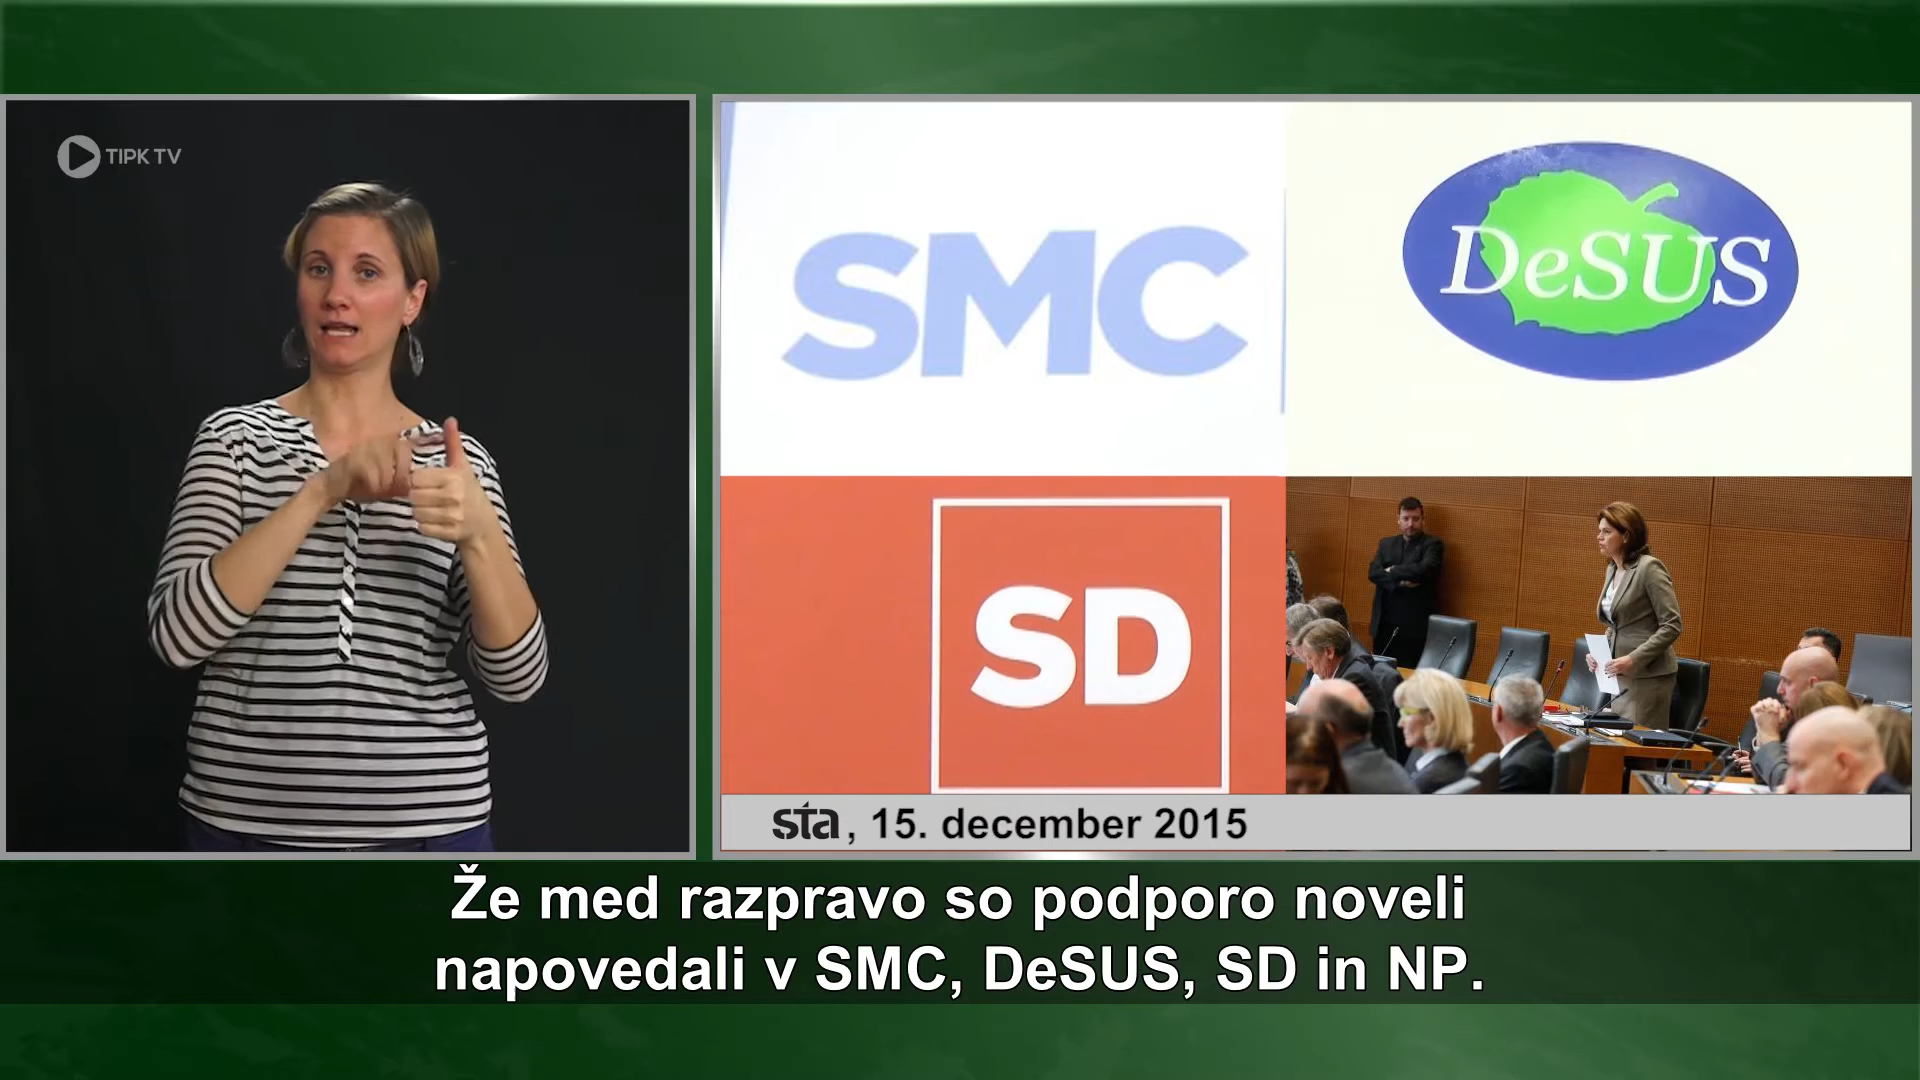 TIPK TV
SMC
DeSUS
SD
sta, 15. december 2015
Že med razpravo so podporo noveli
napovedali v SMC, DeSUS, SD in NP.